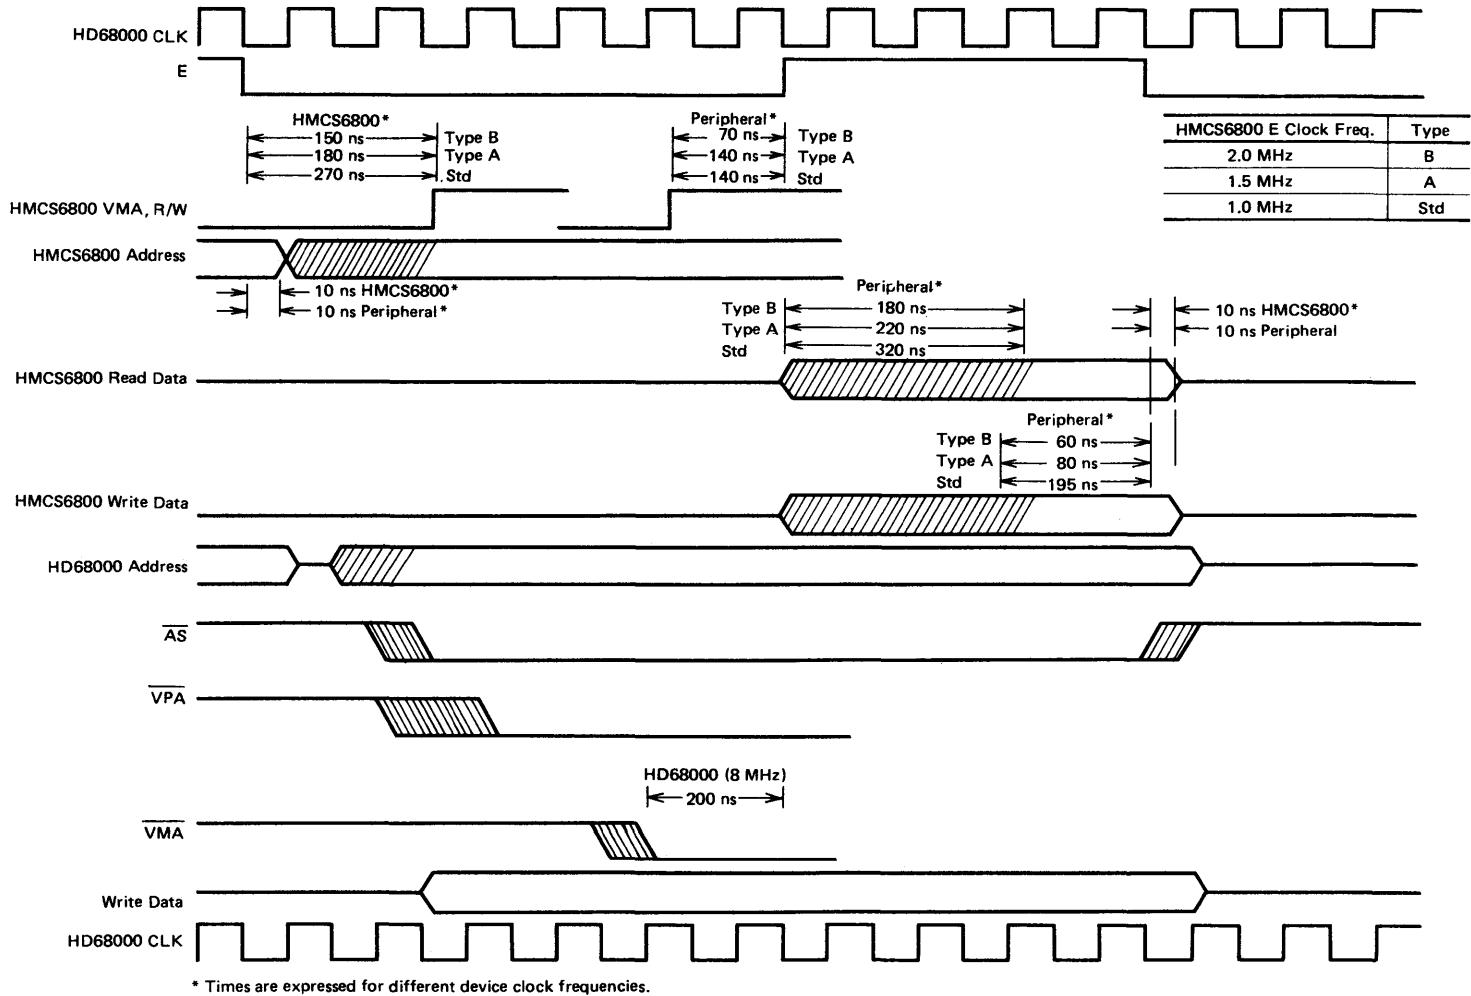 HD68000 CLK
E
HMCS6800*
150 ns Type B
180 ns Type A
270 ns Std
Peripheral*
70 ns Type B
140 ns Type A
140 ns Std
HMCS6800 E Clock Freq. Type
2.0 MHz B
1.5 MHz A
1.0 MHz Std
HMCS6800 VMA, R/W
HMCS6800 Address
10 ns HMCS6800*
10 ns Peripheral*
Peripheral*
Type B 180 ns
Type A 220 ns
Std 320 ns
10 ns HMCS6800*
10 ns Peripheral
HMCS6800 Read Data
Peripheral*
Type B 60 ns
Type A 80 ns
Std 195 ns
HMCS6800 Write Data
HD68000 Address
AS
VPA
HD68000 (8 MHz)
200 ns
VMA
Write Data
HD68000 CLK
* Times are expressed for different device clock frequencies.